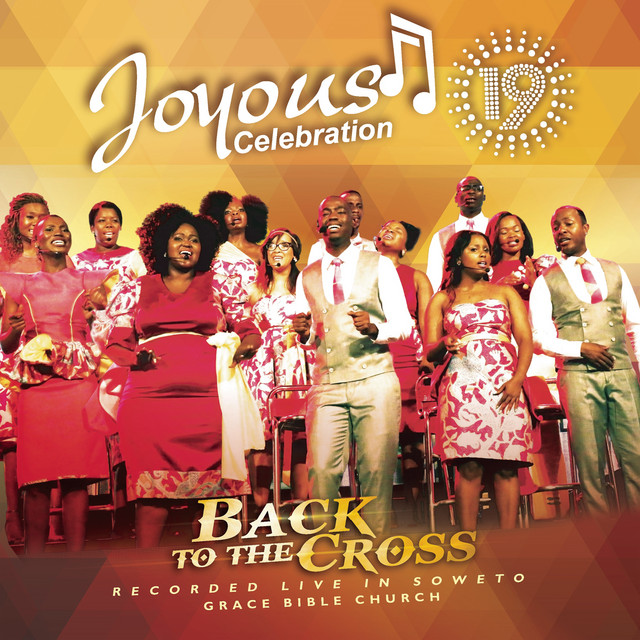 Joyous
Celebration
19
BACK
TO THE CROSS
RECORDED LIVE IN SOWETO
GRACE BIBLE CHURCH